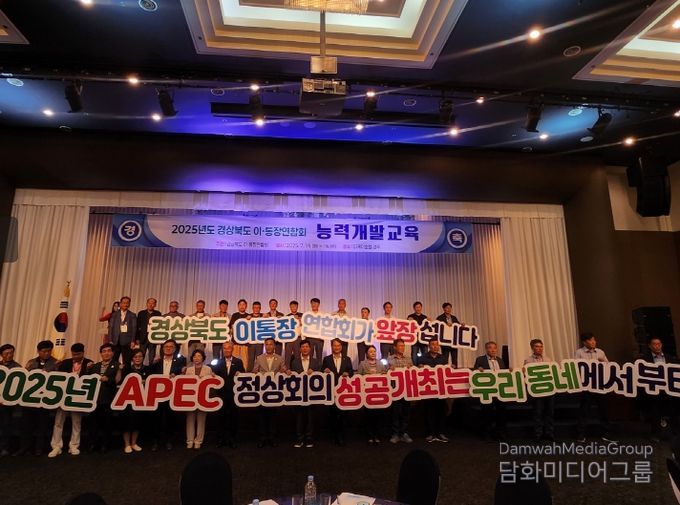 2025년도 경상북도 이·통장연합회 능력개발교육
경 축
경상북도 이통장 연합회가 앞장 섭니다
2025년 APEC 정상회의 성공개최는 우리 동네에서 부터
DamwahMediaGroup
담화미디어그룹